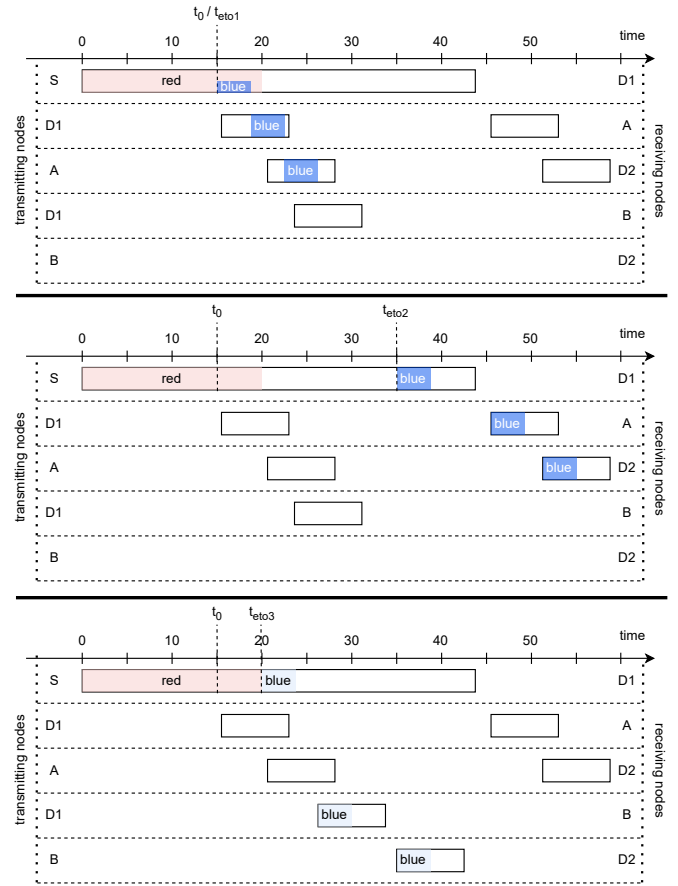 t0 / teto1
0 10 20 30 40 50 time
S red D1
blue
D1 blue A
A blue D2
D1 B
B D2
transmitting nodes
receiving nodes
t0 teto2
0 10 20 30 40 50 time
S red blue D1
D1 blue A
A blue D2
D1 B
B D2
transmitting nodes
receiving nodes
t0 teto3
0 10 20 30 40 50 time
S red blue D1
D1 A
A D2
D1 blue B
B blue D2
transmitting nodes
receiving nodes